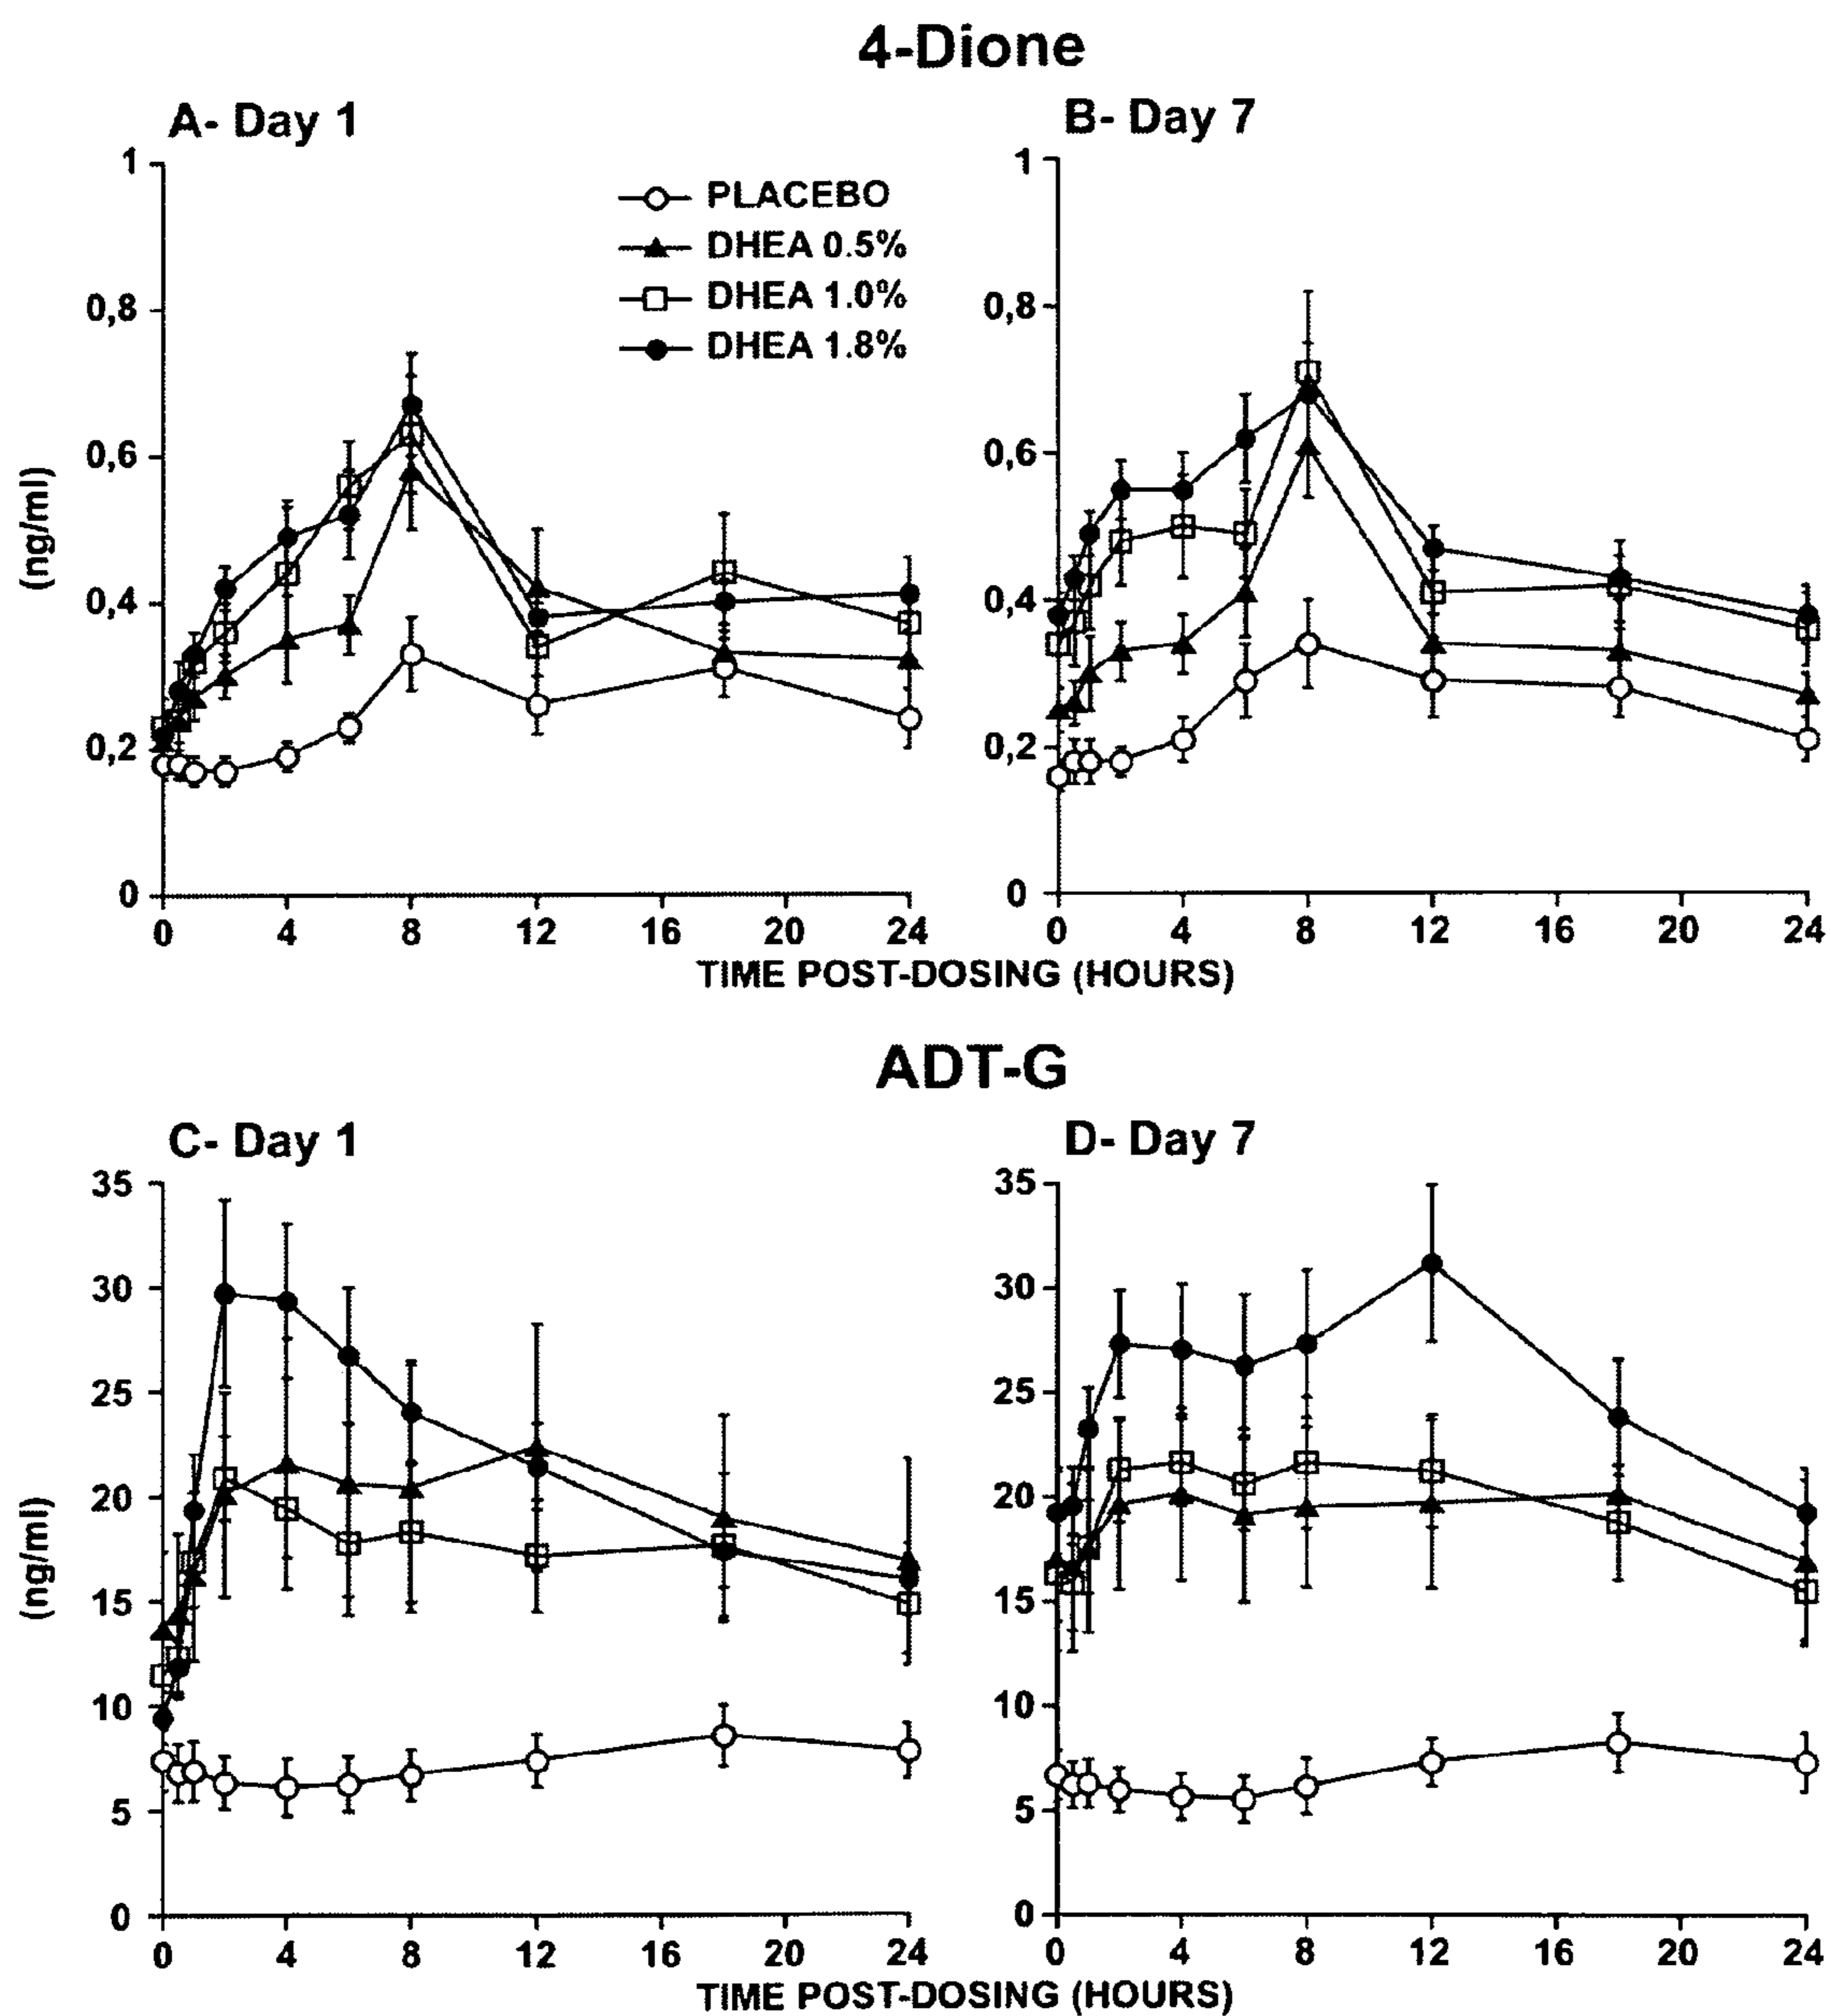 4-Dione
A- Day 1
B- Day 7
1
0,8
0,6
0,4
0,2
0
(ng/ml)
PLACEBO
DHEA 0.5%
DHEA 1.0%
DHEA 1.8%
0 4 8 12 16 20 24
1
0,8
0,6
0,4
0,2
0
0 4 8 12 16 20 24
TIME POST-DOSING (HOURS)
ADT-G
C- Day 1
D- Day 7
35
30
25
20
15
10
5
0
(ng/ml)
0 4 8 12 16 20 24
35
30
25
20
15
10
5
0
0 4 8 12 16 20 24
TIME POST-DOSING (HOURS)